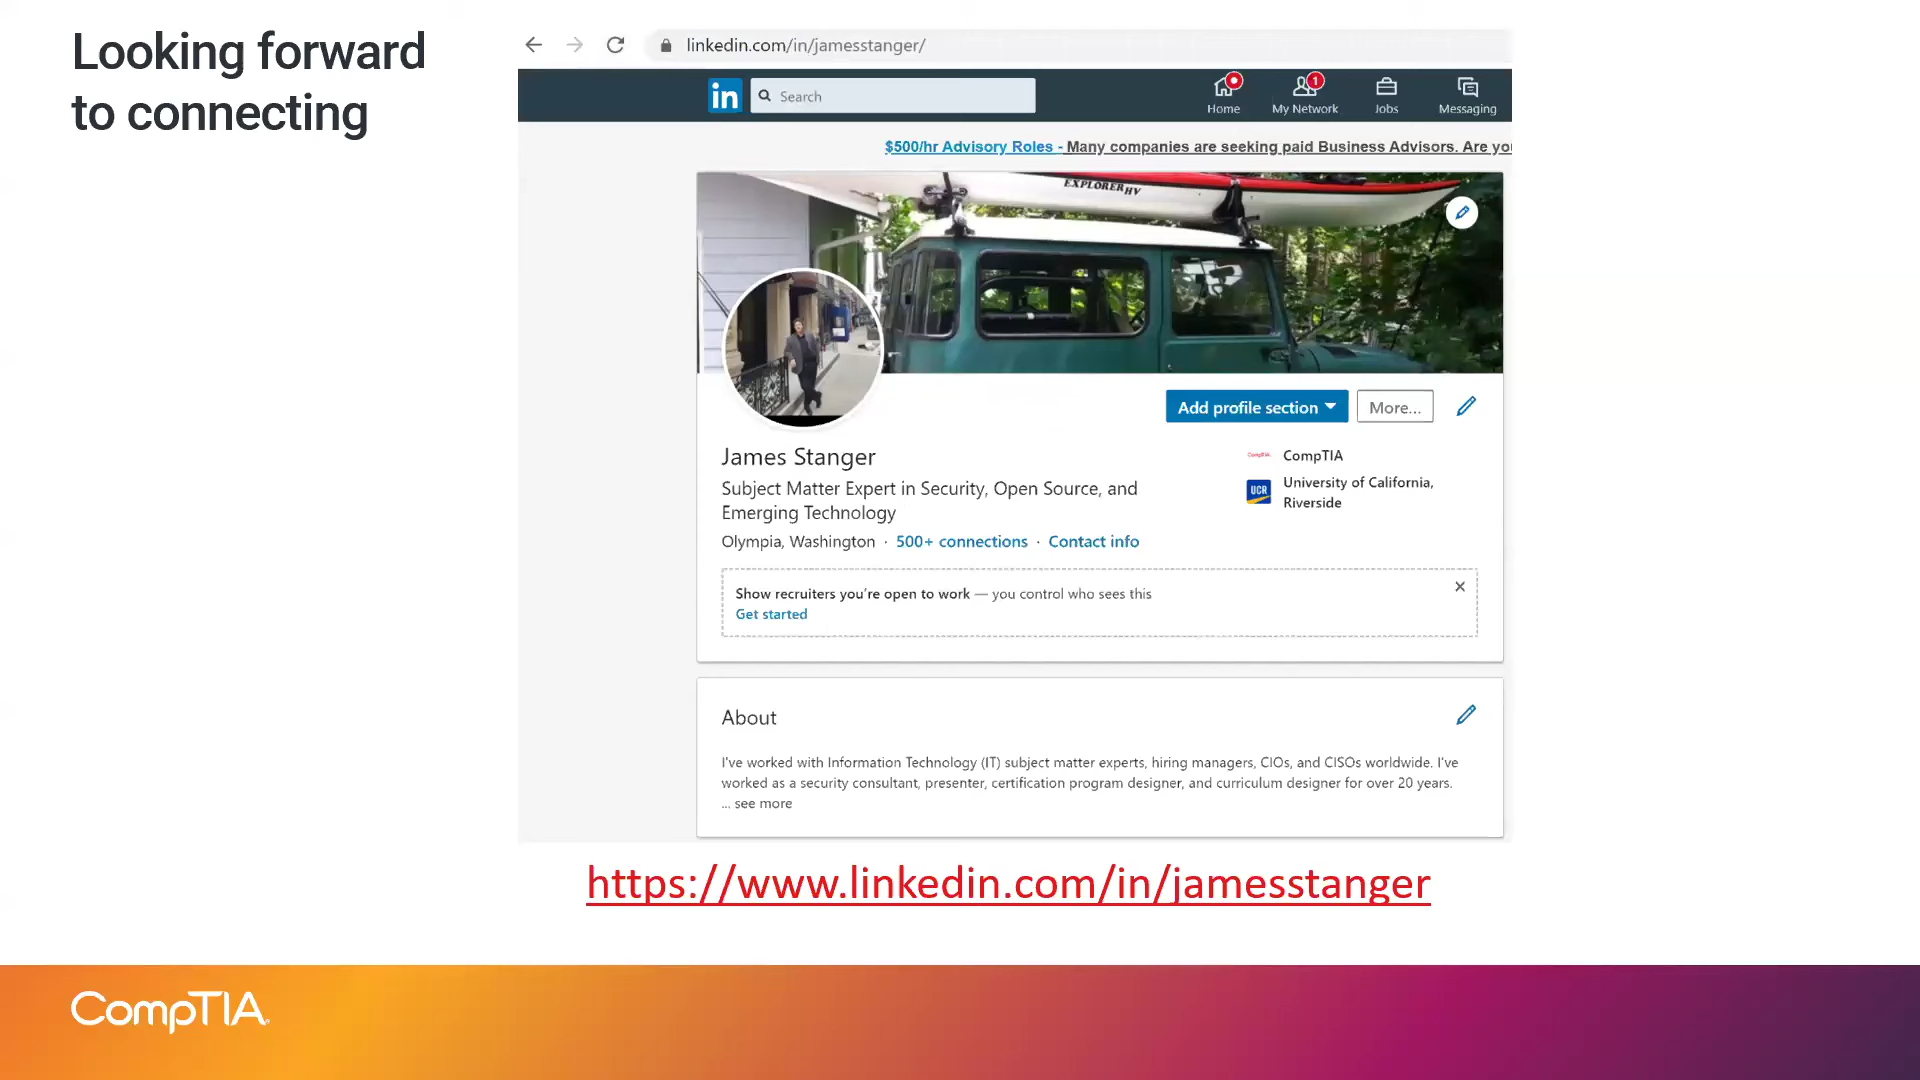 Looking forward
to connecting
linkedin.com/in/jamesstanger/
in
Search
Home
1
My Network
Jobs
Messaging
$500/hr Advisory Roles - Many companies are seeking paid Business Advisors. Are you
EXPLORER HV
Add profile section
More...
James Stanger
Subject Matter Expert in Security, Open Source, and
Emerging Technology
Olympia, Washington · 500+ connections · Contact info
CompTIA
CompTIA
UCR
University of California,
Riverside
Show recruiters you’re open to work — you control who sees this
Get started
About
I've worked with Information Technology (IT) subject matter experts, hiring managers, CIOs, and CISOs worldwide. I've
worked as a security consultant, presenter, certification program designer, and curriculum designer for over 20 years.
... see more
https://www.linkedin.com/in/jamesstanger
CompTIA.